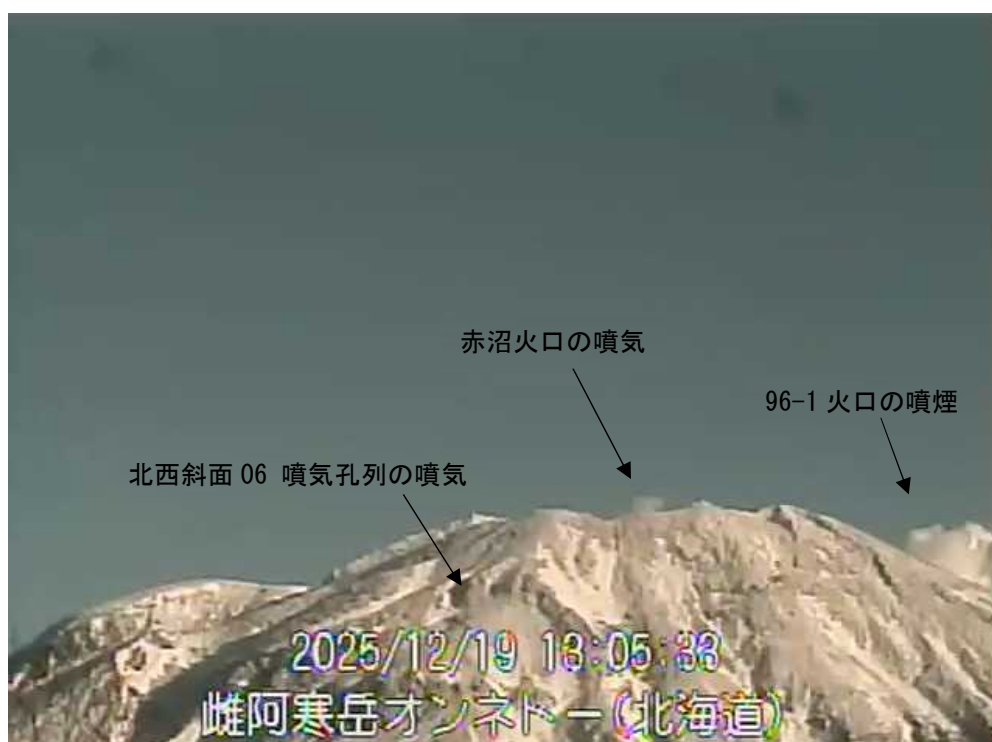 赤沼火口の噴気
96-1 火口の噴煙
北西斜面 06 噴気孔列の噴気
2025/12/19 13:05:33
雌阿寒岳オンネトー(北海道)